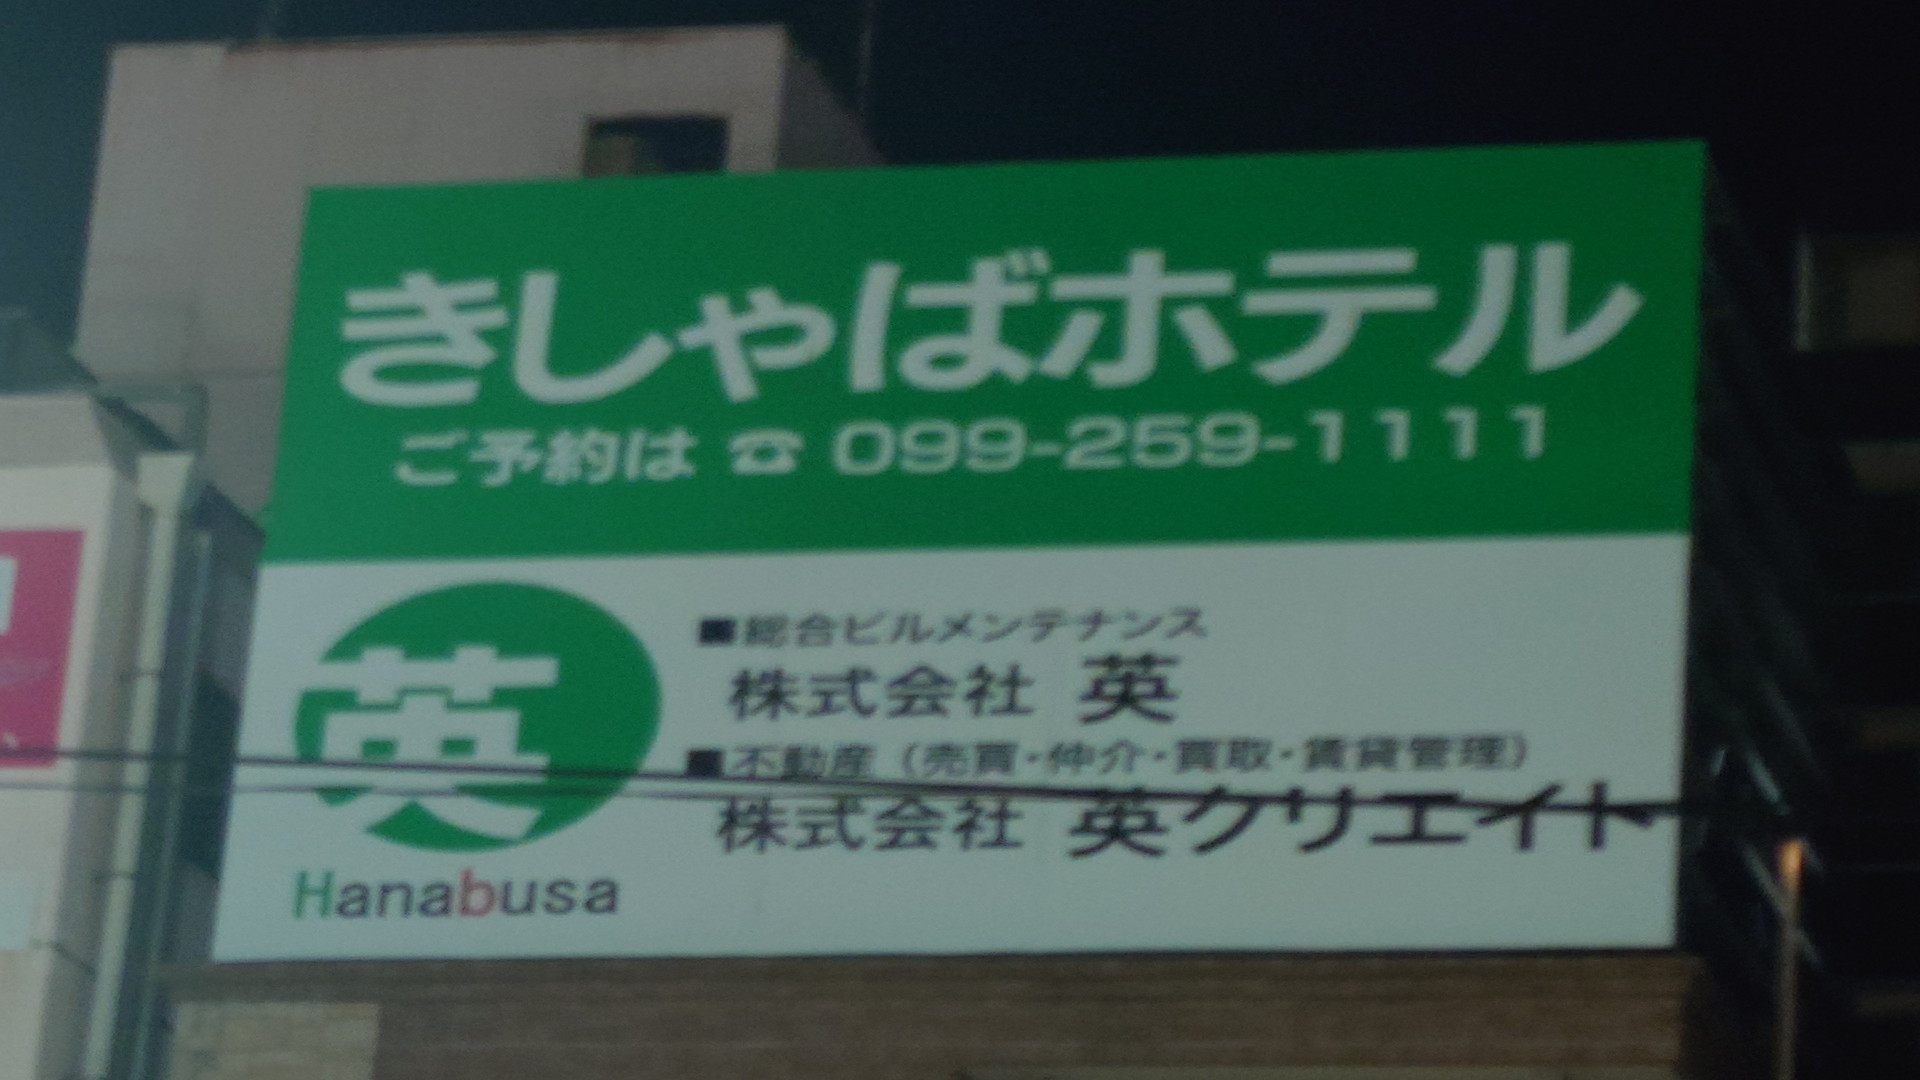 きしゃばホテル
ご予約は ☎ 099-259-1111
英
Hanabusa
■総合ビルメンテナンス
株式会社 英
■不動産（売買・仲介・買取・賃貸管理）
株式会社 英クリエイト